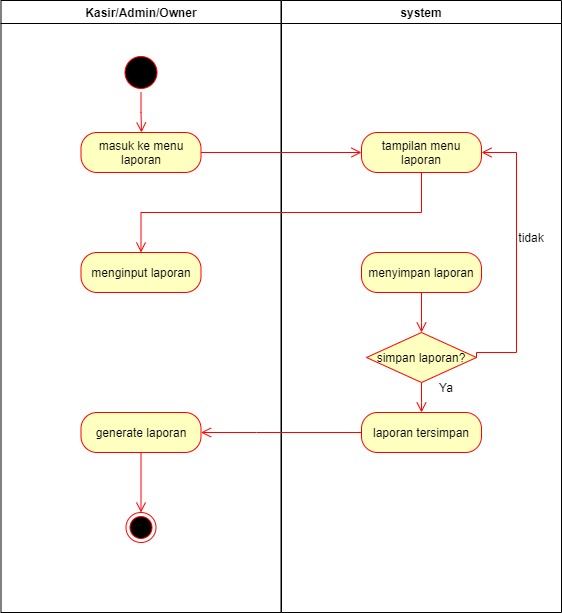 Kasir/Admin/Owner
system
masuk ke menu
laporan
tampilan menu
laporan
tidak
menginput laporan
menyimpan laporan
simpan laporan?
Ya
generate laporan
laporan tersimpan